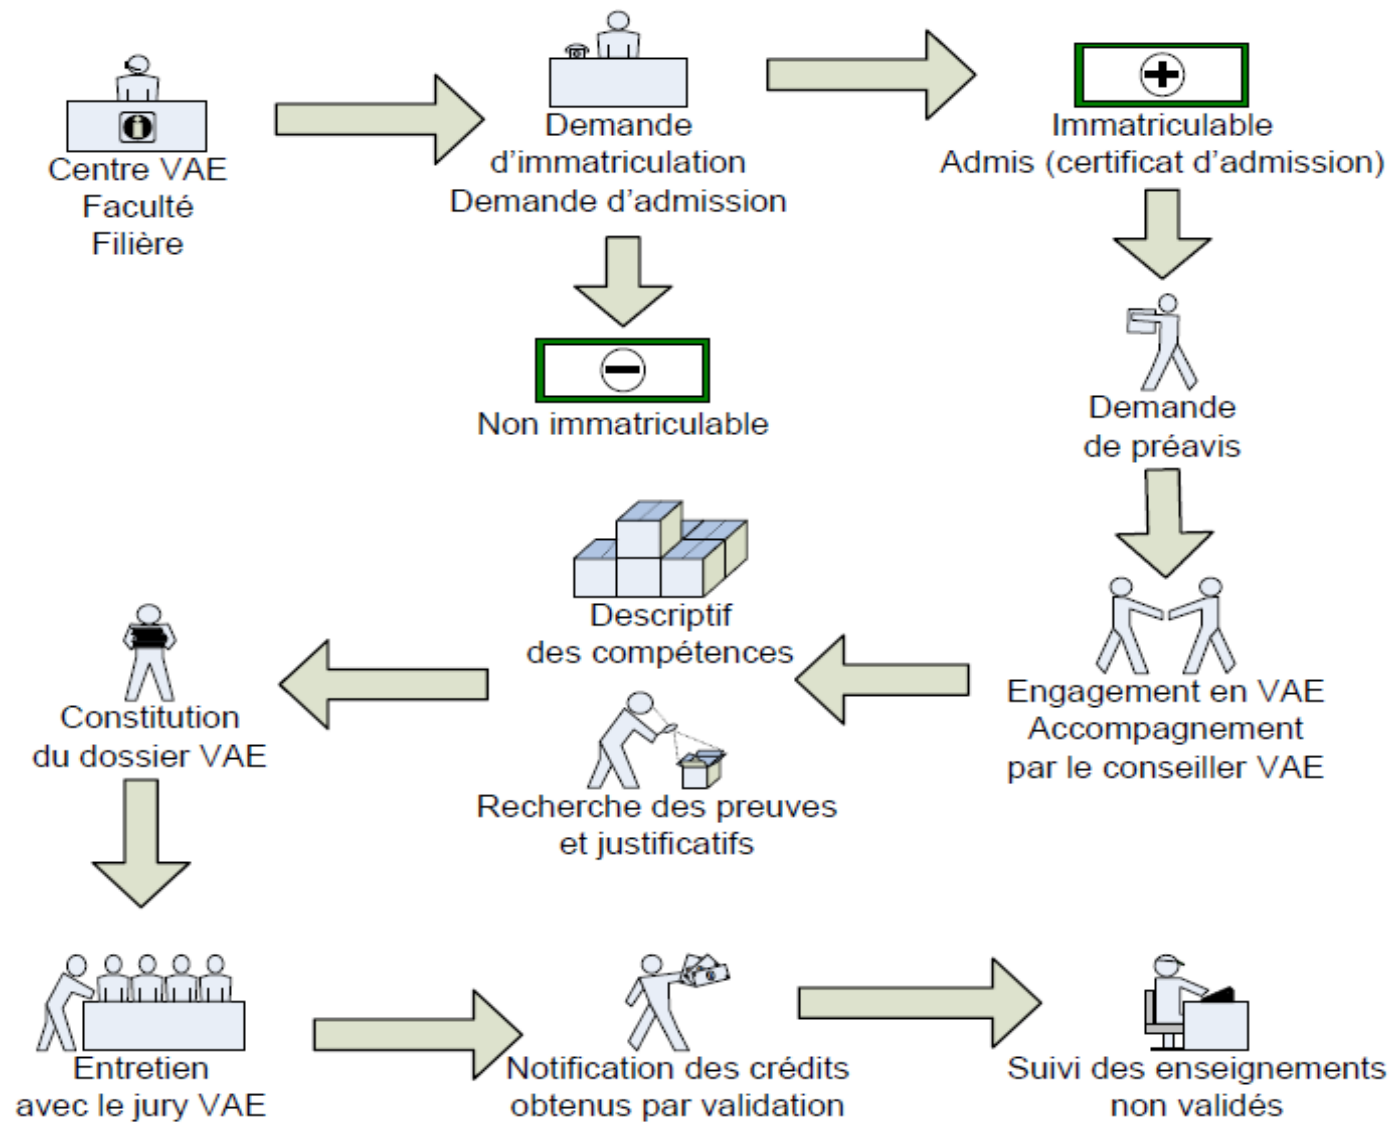 Centre VAE
Faculté
Filière
Demande
d'immatriculation
Demande d'admission
Immatriculable
Admis (certificat d'admission)
Non immatriculable
Demande
de préavis
Engagement en VAE
Accompagnement
par le conseiller VAE
Descriptif
des compétences
Recherche des preuves
et justificatifs
Constitution
du dossier VAE
Entretien
avec le jury VAE
Notification des crédits
obtenus par validation
Suivi des enseignements
non validés